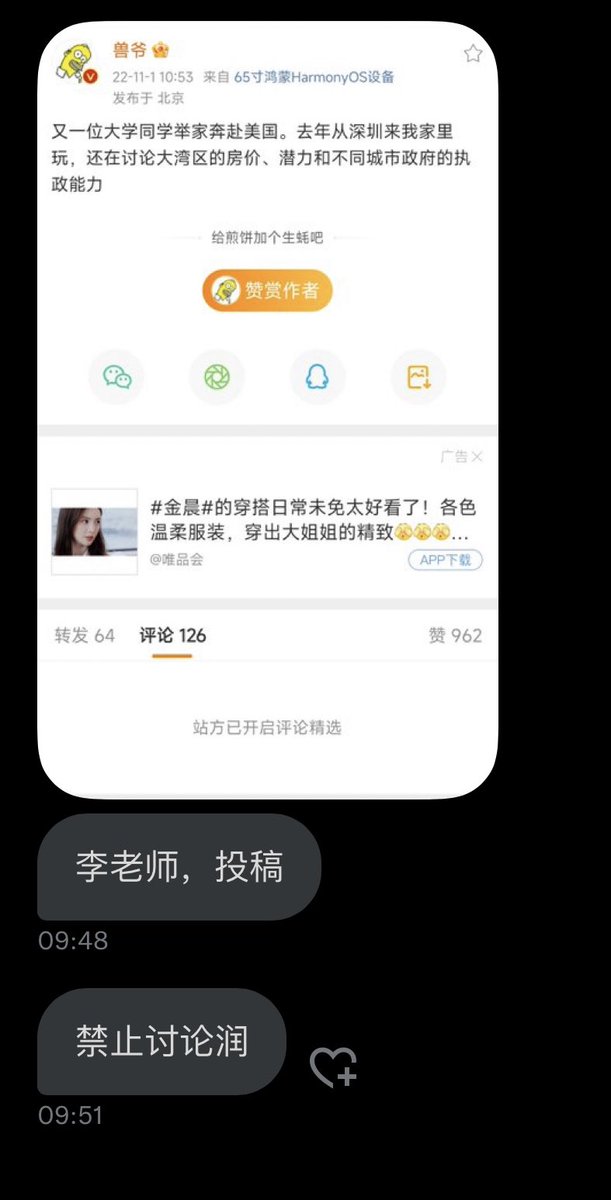 兽爷
22-11-1 10:53 来自 65寸鸿蒙HarmonyOS设备
发布于 北京
又一位大学同学举家奔赴美国。去年从深圳来我家里
玩，还在讨论大湾区的房价、潜力和不同城市政府的执
政能力
给煎饼加个生蚝吧
赞赏作者
广告
#金晨#的穿搭日常未免太好看了！各色
温柔服装，穿出大姐姐的精致😭😭😭...
@唯品会
APP下载
转发 64 评论 126 赞 962
站方已开启评论精选
李老师，投稿
09:48
禁止讨论润
09:51